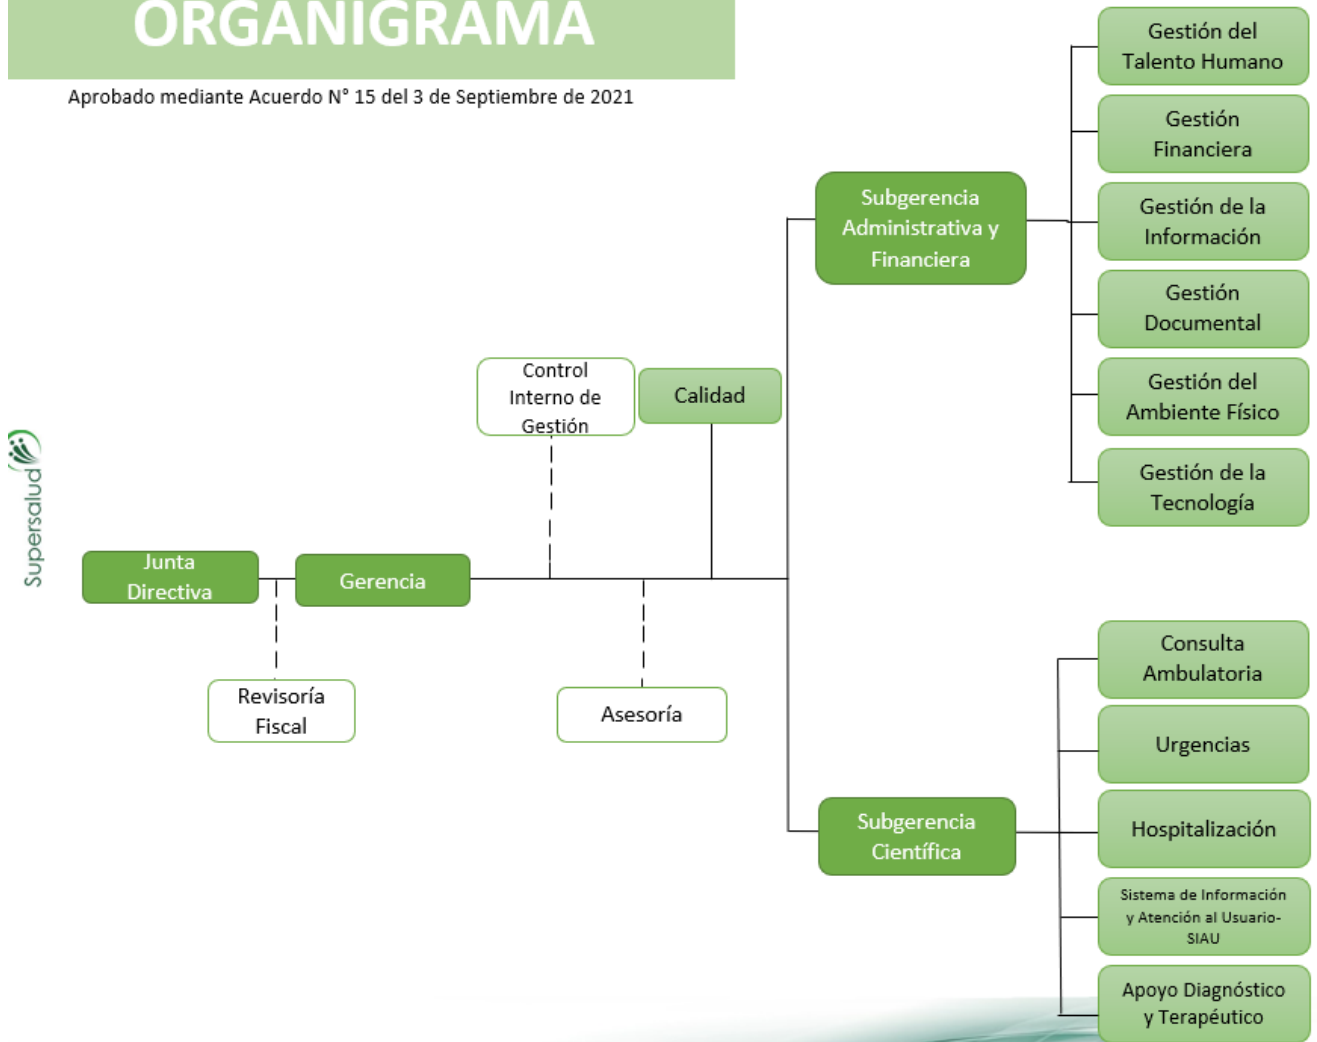 ORGANIGRAMA
Aprobado mediante Acuerdo N° 15 del 3 de Septiembre de 2021
Supersalud
Junta
Directiva
Revisoría
Fiscal
Gerencia
Control
Interno de
Gestión
Calidad
Asesoría
Subgerencia
Administrativa y
Financiera
Gestión del
Talento Humano
Gestión
Financiera
Gestión de la
Información
Gestión
Documental
Gestión del
Ambiente Físico
Gestión de la
Tecnología
Subgerencia
Científica
Consulta
Ambulatoria
Urgencias
Hospitalización
Sistema de Información
y Atención al Usuario-
SIAU
Apoyo Diagnóstico
y Terapéutico